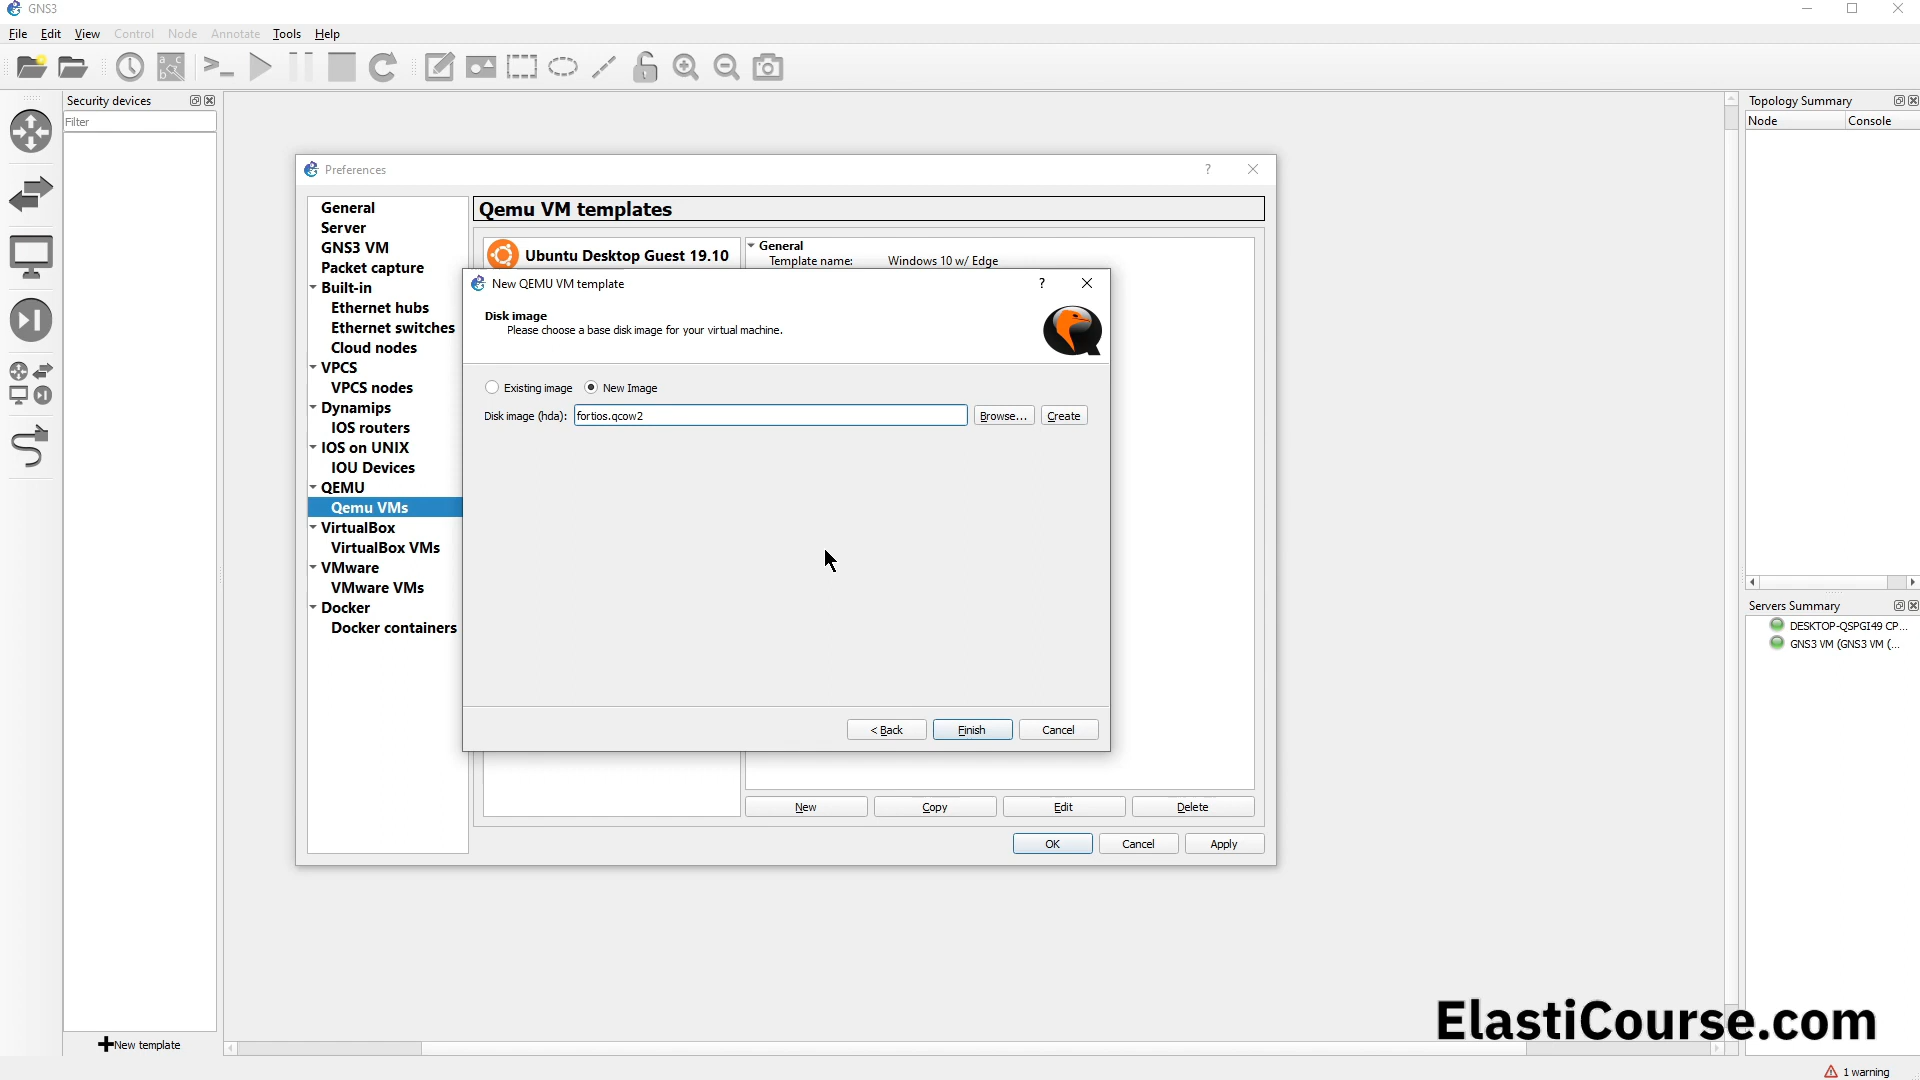 GNS3
File Edit View Control Node Annotate Tools Help
Security devices
Filter
New template
Topology Summary
Node Console
Servers Summary
DESKTOP-QSPGI49 CP...
GNS3 VM (GNS3 VM (...
1 warning
Preferences
?
General
Server
GNS3 VM
Packet capture
Built-in
Ethernet hubs
Ethernet switches
Cloud nodes
VPCS
VPCS nodes
Dynamips
IOS routers
IOS on UNIX
IOU Devices
QEMU
Qemu VMs
VirtualBox
VirtualBox VMs
VMware
VMware VMs
Docker
Docker containers
Qemu VM templates
Ubuntu Desktop Guest 19.10
General
Template name: Windows 10 w/ Edge
New QEMU VM template
?
Disk image
Please choose a base disk image for your virtual machine.
Existing image New Image
Disk image (hda): fortios.qcow2 Browse... Create
< Back Finish Cancel
New Copy Edit Delete
OK Cancel Apply
ElastiCourse.com